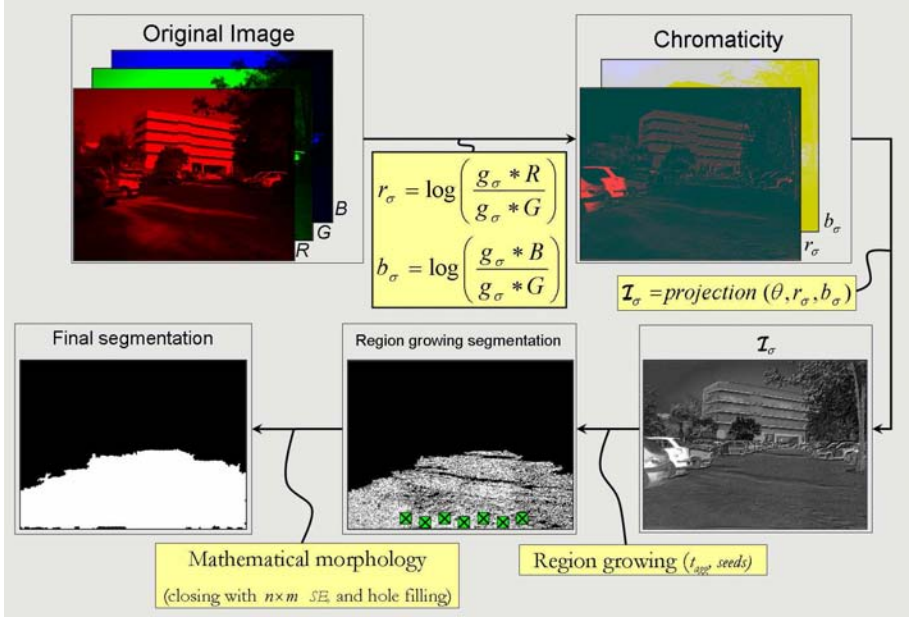 Original Image
B
G
R
Chromaticity
b_σ
r_σ
r_σ = log( g_σ * R / g_σ * G )
b_σ = log( g_σ * B / g_σ * G )
𝓘_σ = projection (θ, r_σ, b_σ)
Final segmentation
Region growing segmentation
𝓘_σ
Mathematical morphology
(closing with n×m SE, and hole filling)
Region growing (t_agg, seeds)